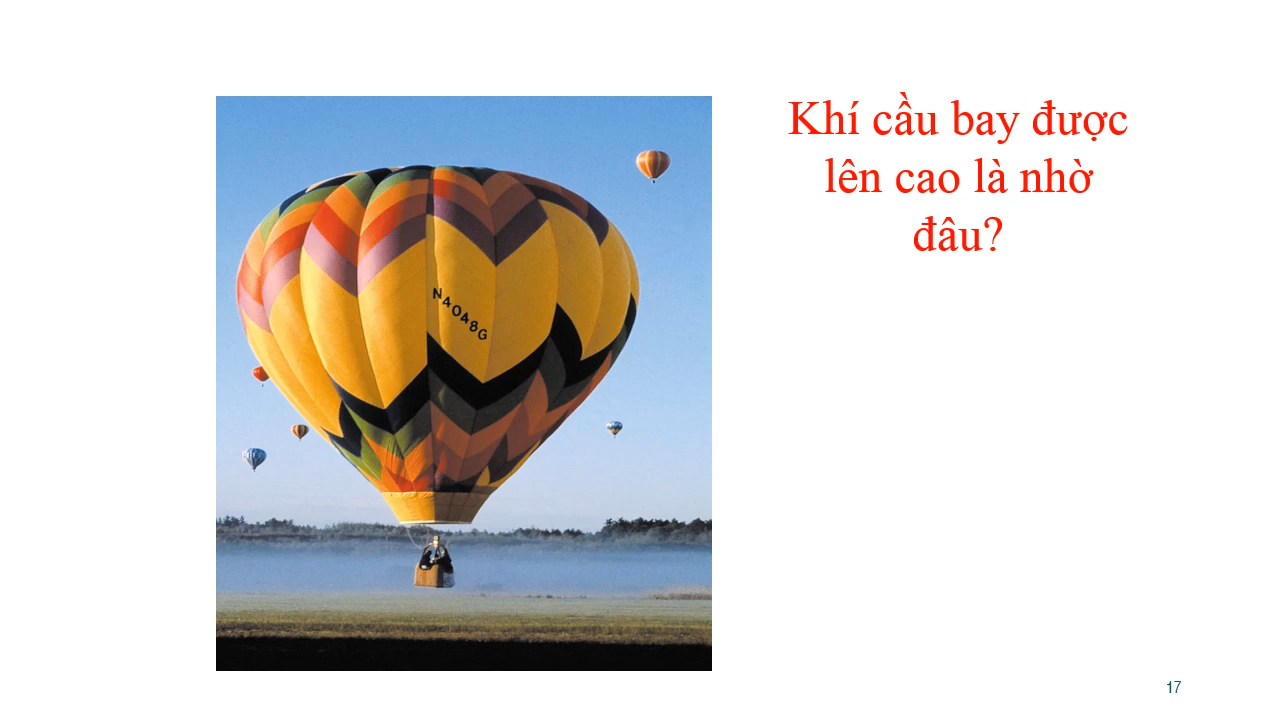 Khí cầu bay được
lên cao là nhờ
đâu?
N4048G
17